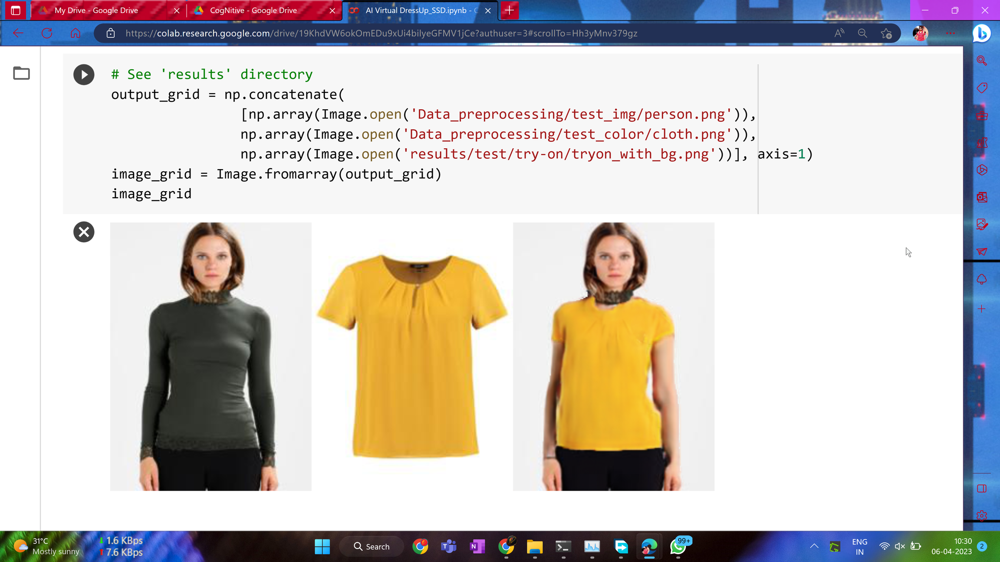 My Drive - Google Drive
CogNitive - Google Drive
AI Virtual DressUp_SSD.ipynb - C
https://colab.research.google.com/drive/19KhdVW6okOmEDu9xUi4bilyeGFMV1jCe?authuser=3#scrollTo=Hh3yMnv379gz
# See 'results' directory
output_grid = np.concatenate(
[np.array(Image.open('Data_preprocessing/test_img/person.png')),
np.array(Image.open('Data_preprocessing/test_color/cloth.png')),
np.array(Image.open('results/test/try-on/tryon_with_bg.png'))], axis=1)
image_grid = Image.fromarray(output_grid)
image_grid
31°C
Mostly sunny
1.6 KBps
7.6 KBps
Search
99+
ENG
IN
10:30
06-04-2023
2